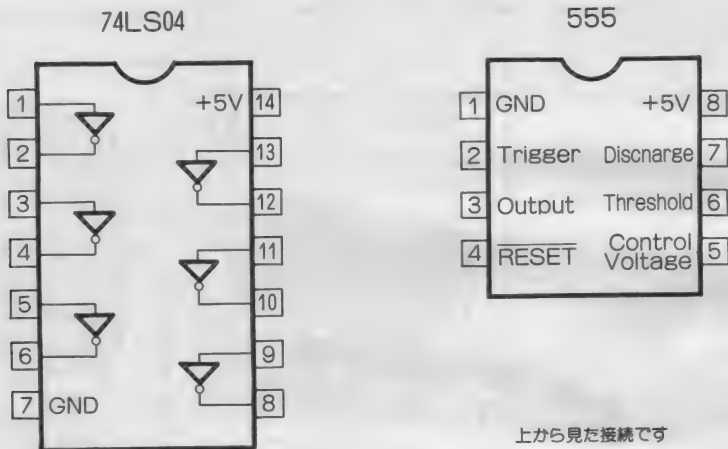 74LS04
1
2
3
4
5
6
7 GND
+5V 14
13
12
11
10
9
8
555
1 GND
2 Trigger
3 Output
4 RESET
+5V 8
Discnarge 7
Threshold 6
Control
Voltage 5
上から見た接続です